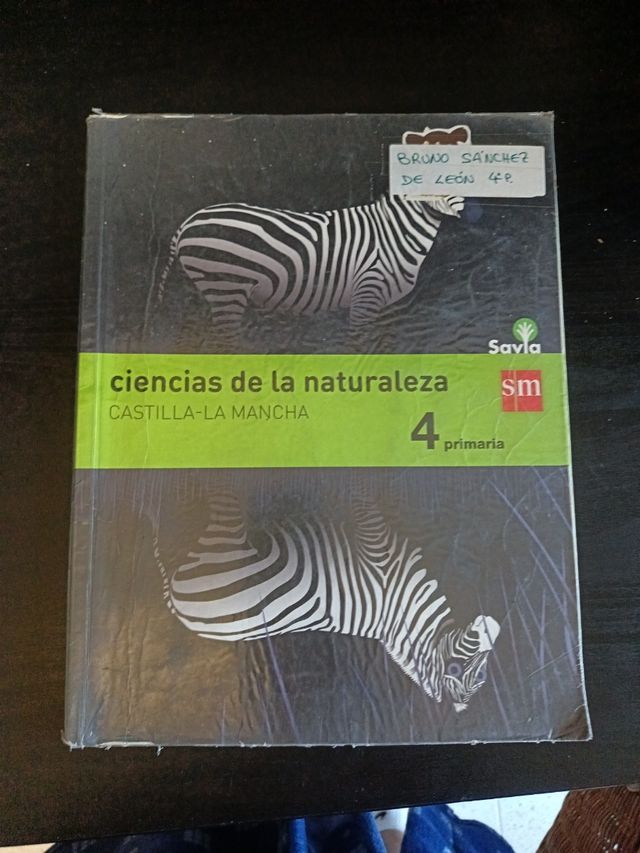 BRUNO SÁNCHEZ
DE LEÓN 4ºP.
Savia
ciencias de la naturaleza
sm
CASTILLA-LA MANCHA
4 primaria